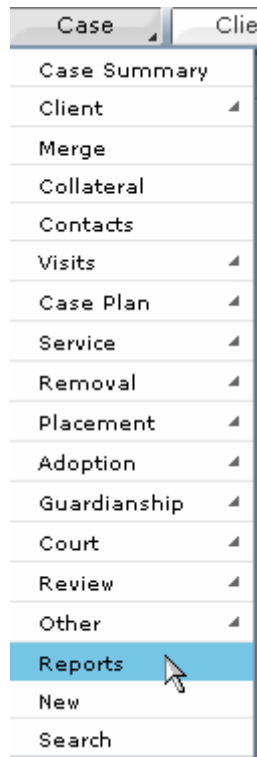 Case Clie
Case Summary
Client
Merge
Collateral
Contacts
Visits
Case Plan
Service
Removal
Placement
Adoption
Guardianship
Court
Review
Other
Reports
New
Search